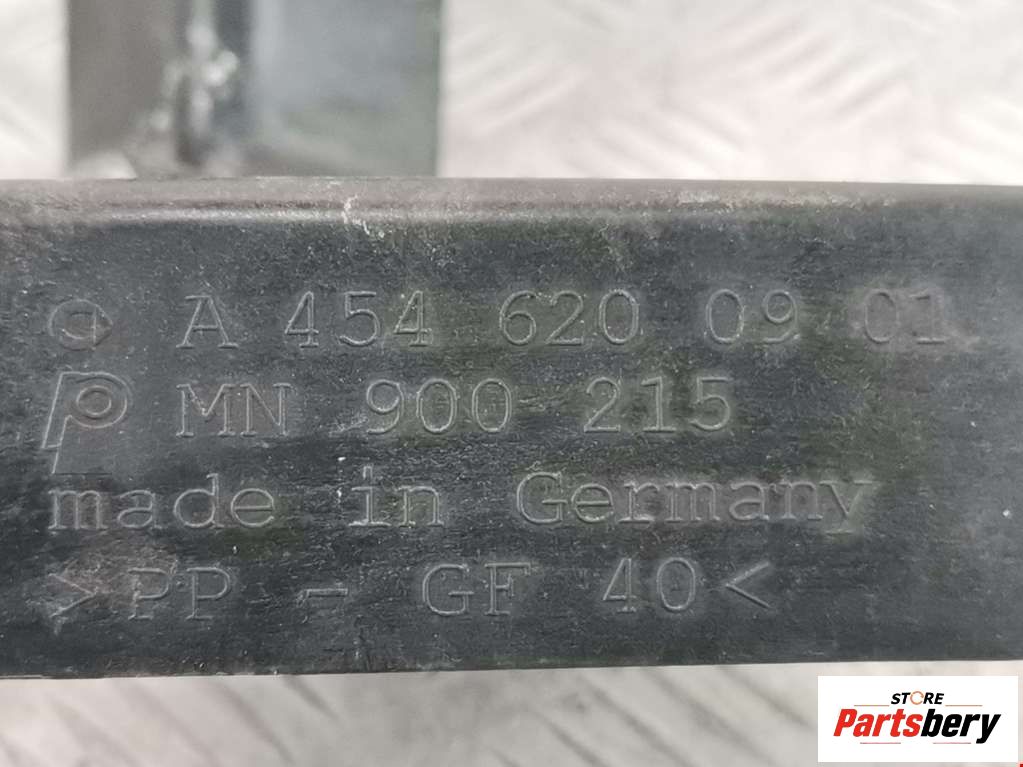 A 454 620 09 01
MN 900 215
made in Germany
>PP - GF 40<
STORE
Partsbery